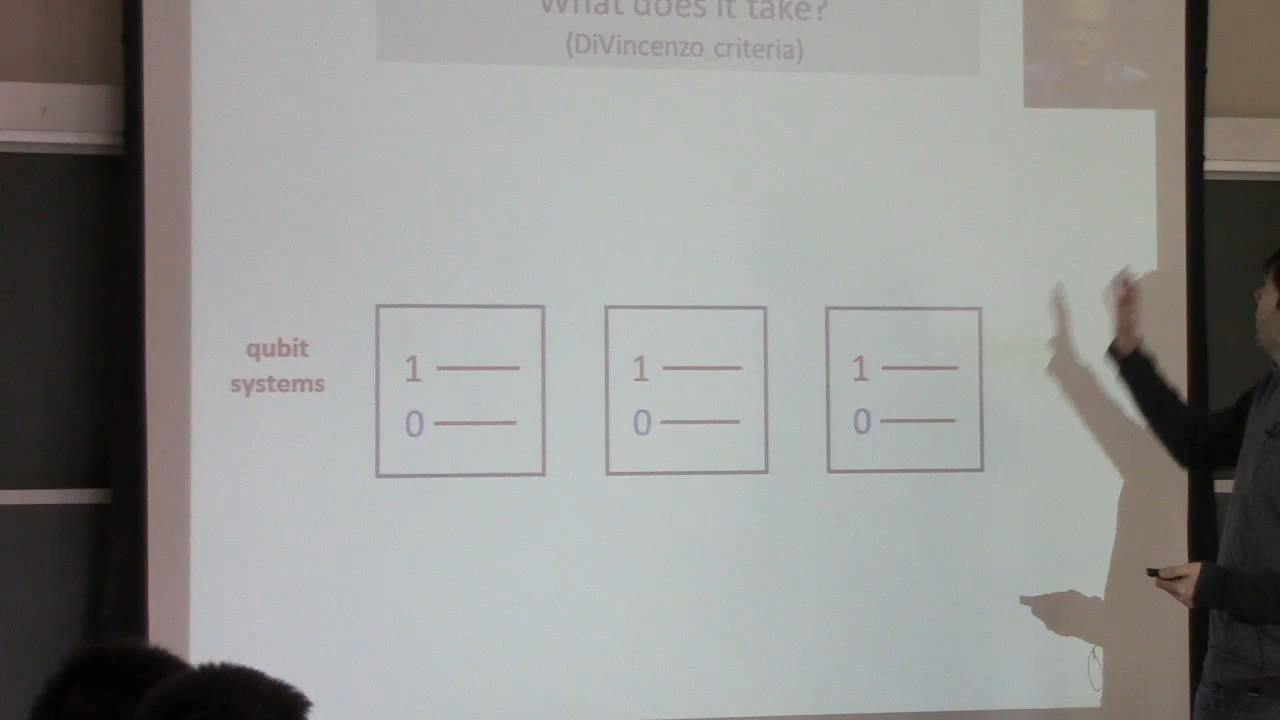 What does it take?
(DiVincenzo criteria)
qubit
systems
1
0
1
0
1
0